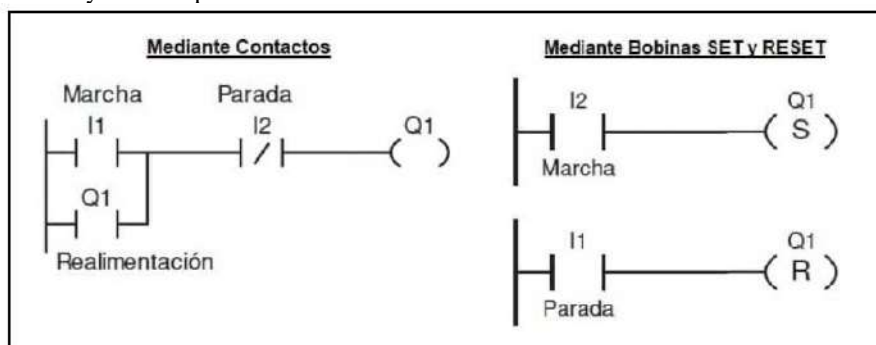 Mediante Contactos
Marcha Parada
I1 I2 Q1
Q1
Realimentación
Mediante Bobinas SET y RESET
I2 Q1
S
Marcha
I1 Q1
R
Parada